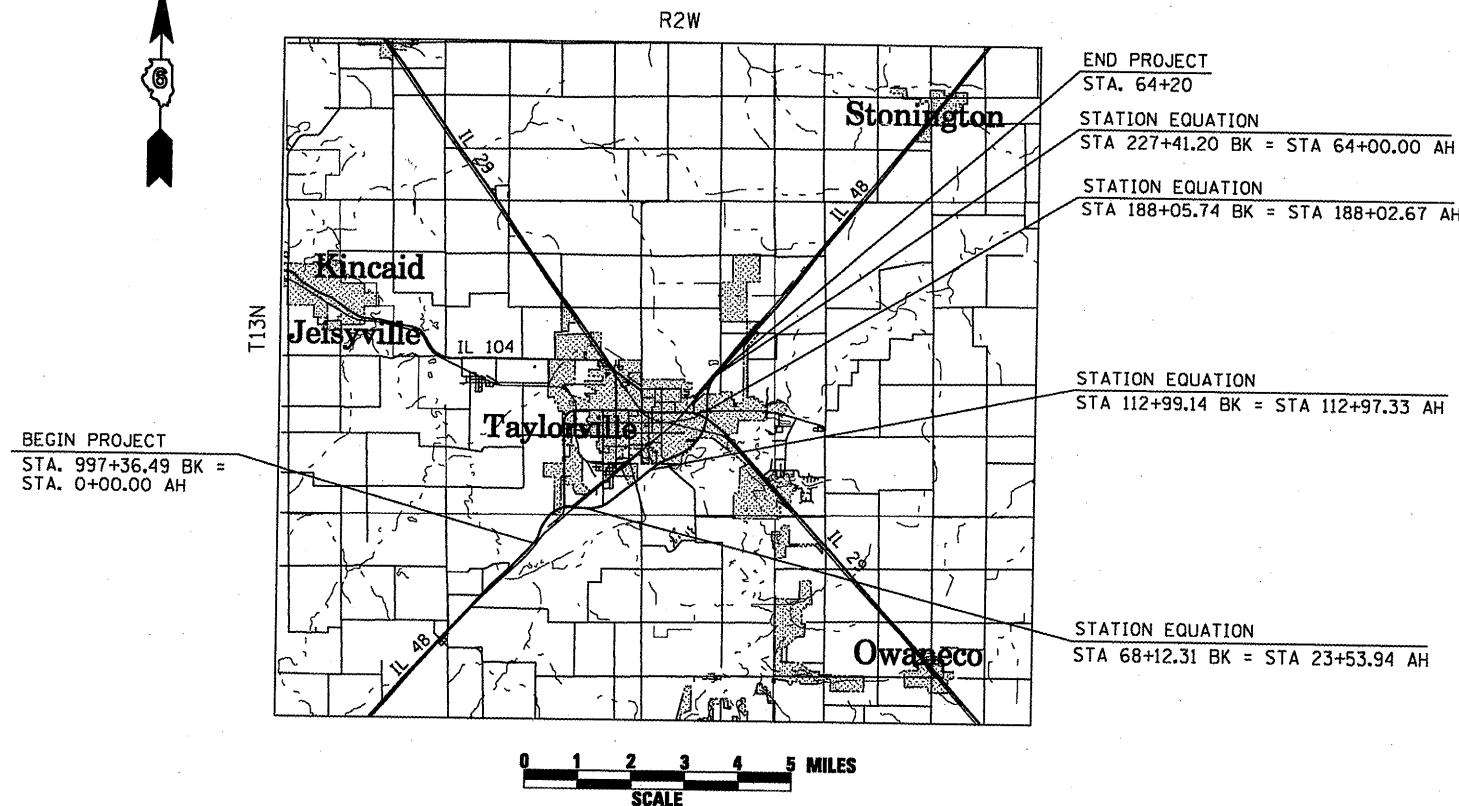 R2W
6
END PROJECT
STA. 64+20
STATION EQUATION
STA 227+41.20 BK = STA 64+00.00 AH
STATION EQUATION
STA 188+05.74 BK = STA 188+02.67 AH
Stonington
IL 29
IL 48
Kincaid
Jeisyville
T13N
IL 104
STATION EQUATION
STA 112+99.14 BK = STA 112+97.33 AH
Taylorville
BEGIN PROJECT
STA. 997+36.49 BK =
STA. 0+00.00 AH
IL 29
STATION EQUATION
STA 68+12.31 BK = STA 23+53.94 AH
Owaneco
IL 48
0 1 2 3 4 5 MILES
SCALE